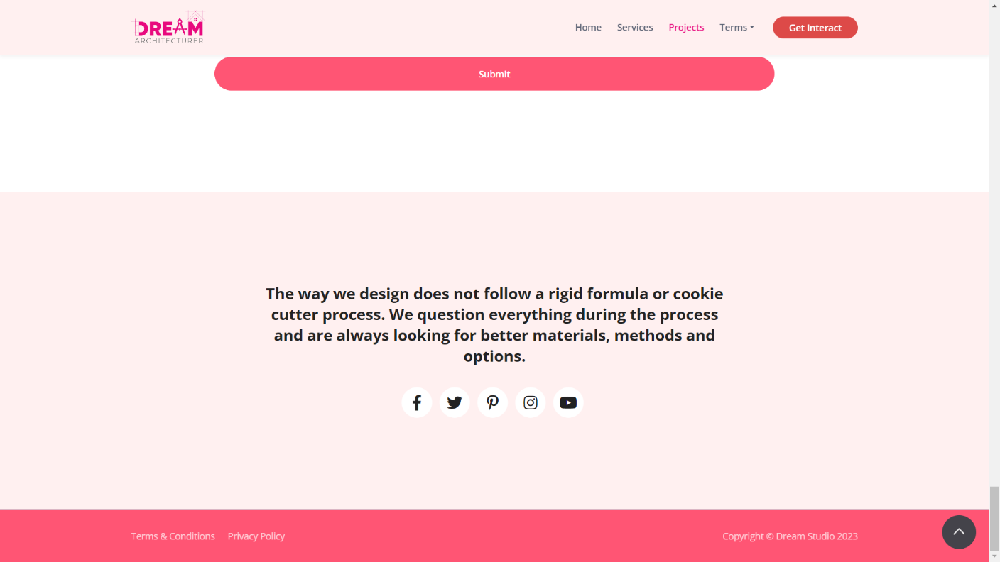 DREAM
ARCHITECTURER
Home Services Projects Terms Get Interact
Submit
The way we design does not follow a rigid formula or cookie
cutter process. We question everything during the process
and are always looking for better materials, methods and
options.
Terms & Conditions Privacy Policy Copyright © Dream Studio 2023